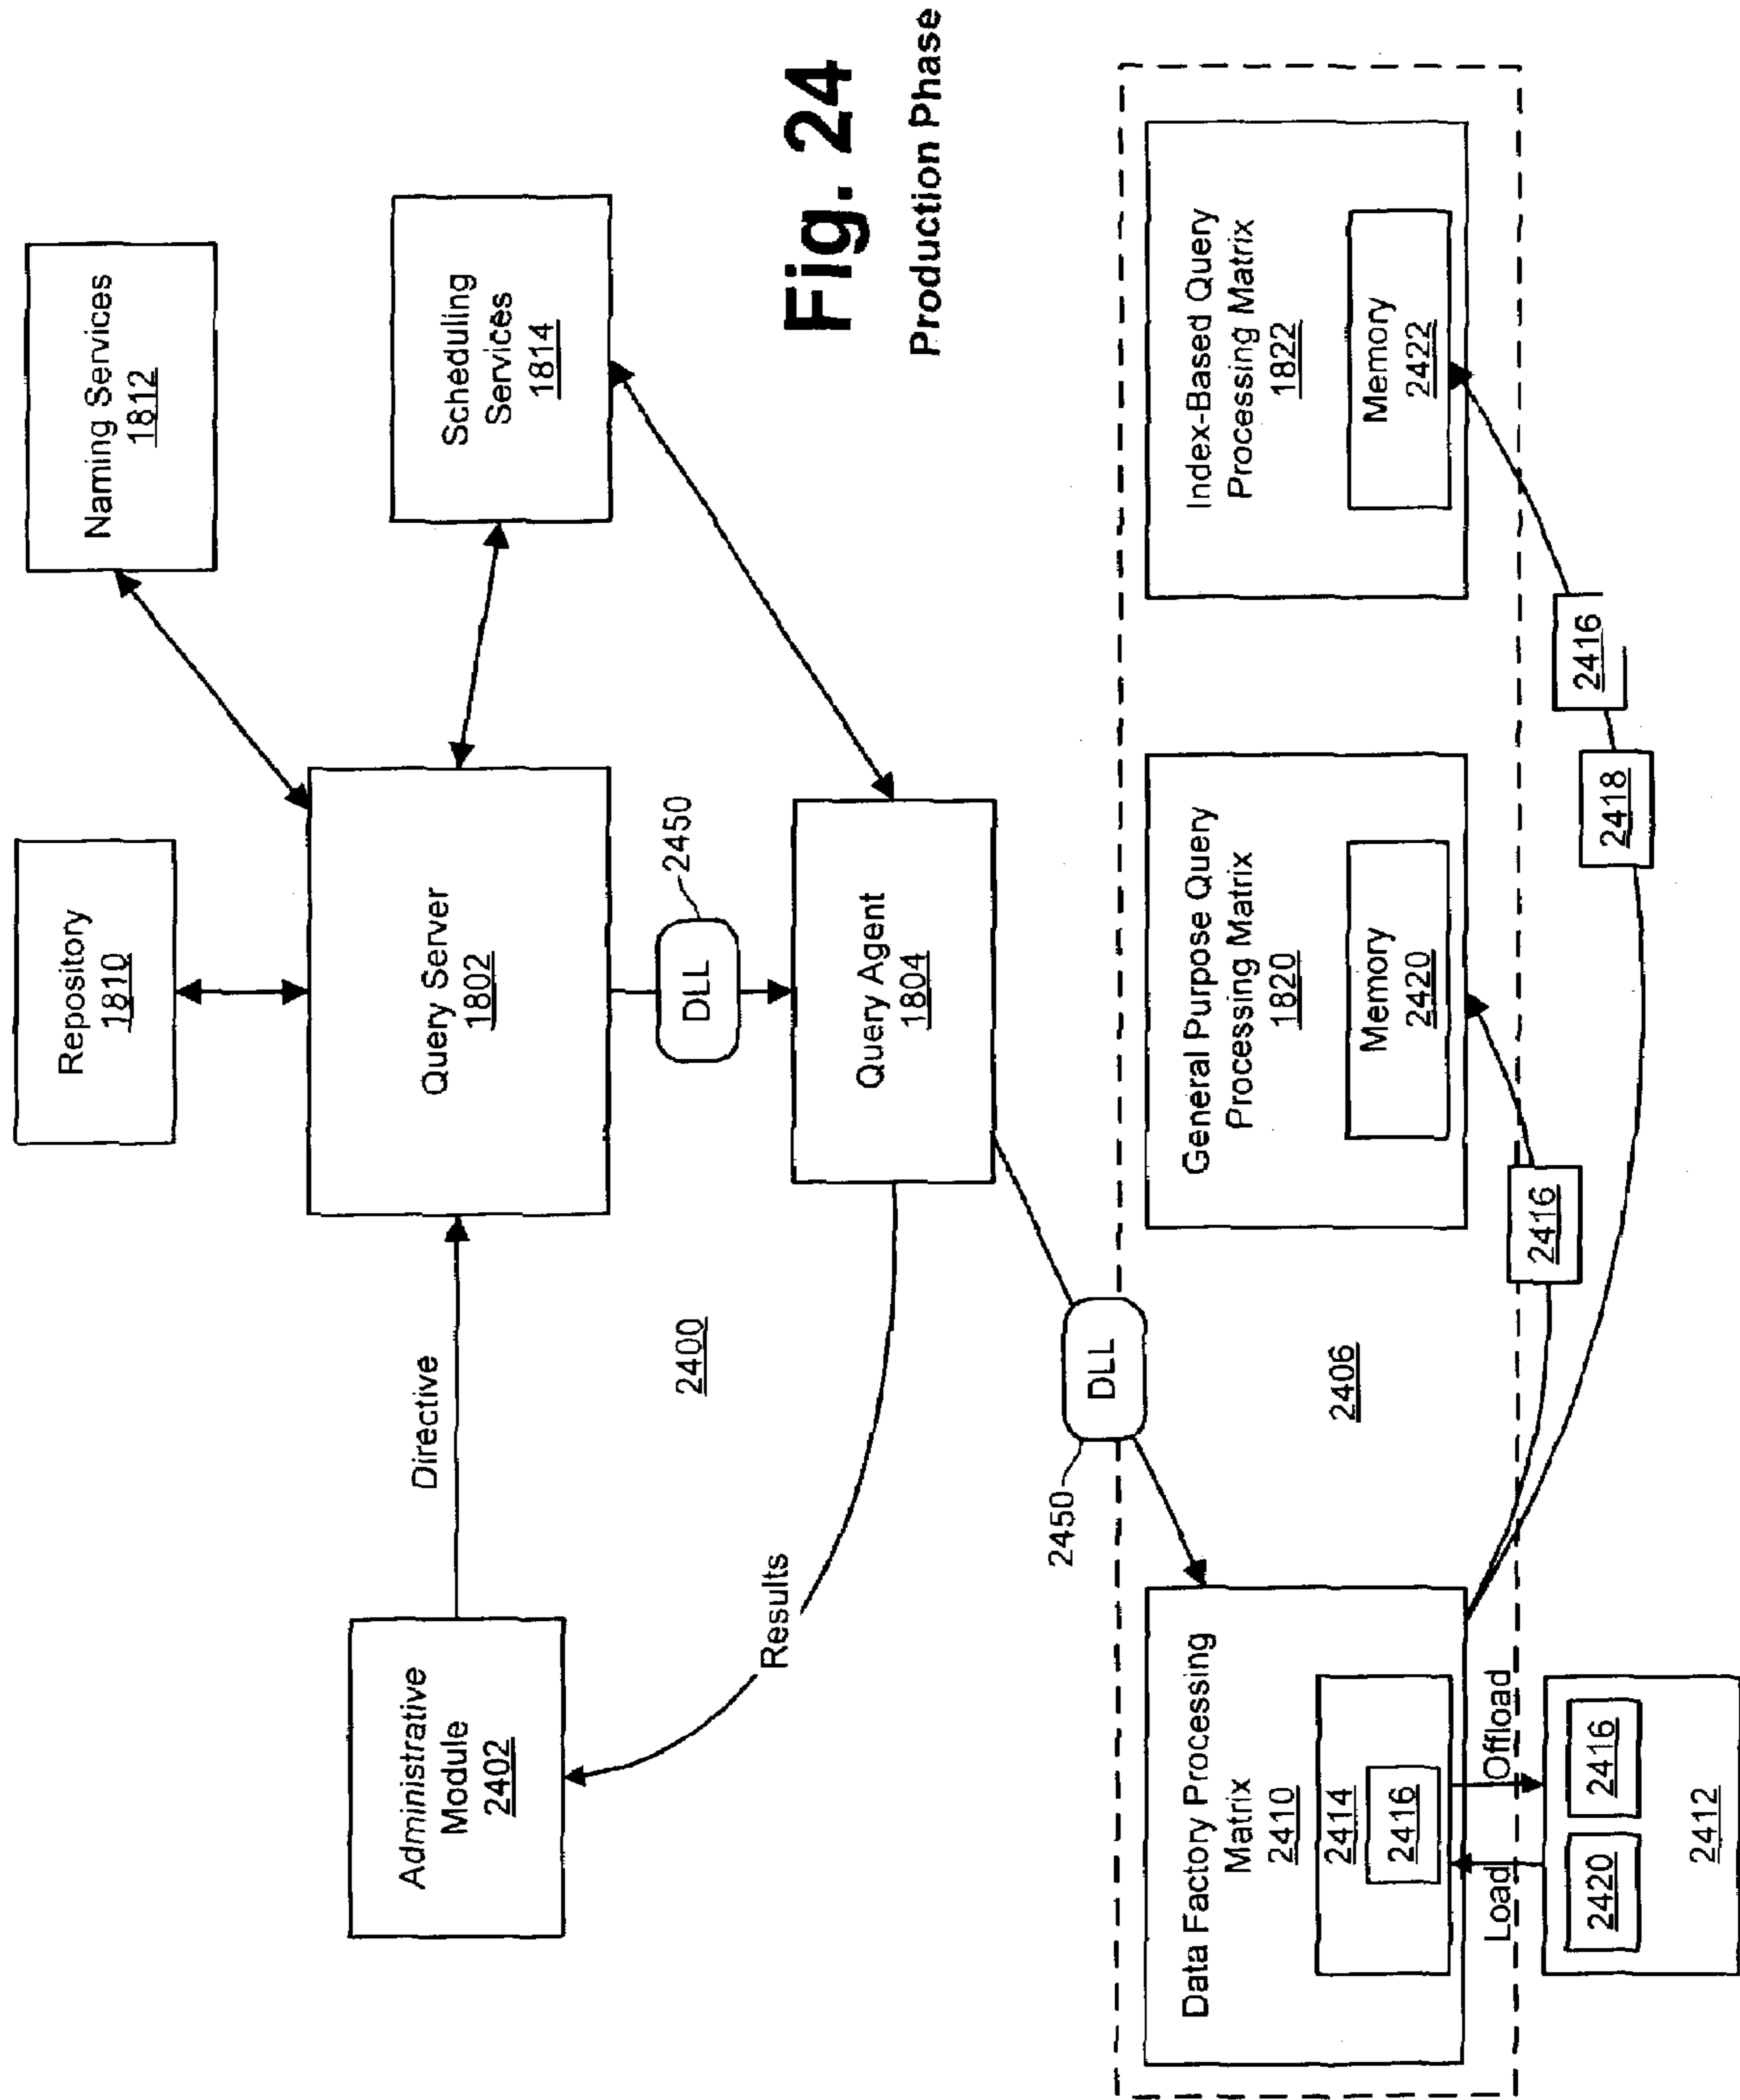 Repository
1810
Naming Services
1812
Directive
Query Server
1802
Scheduling
Services
1814
Administrative
Module
2402
2400
DLL
2450
Results
Query Agent
1804
Fig. 24
Production Phase
2450
DLL
Data Factory Processing
Matrix
2410
2414
2416
2406
General Purpose Query
Processing Matrix
1820
Memory
2420
Index-Based Query
Processing Matrix
1822
Memory
2422
Load
Offload
2420
2416
2412
2416
2418
2416